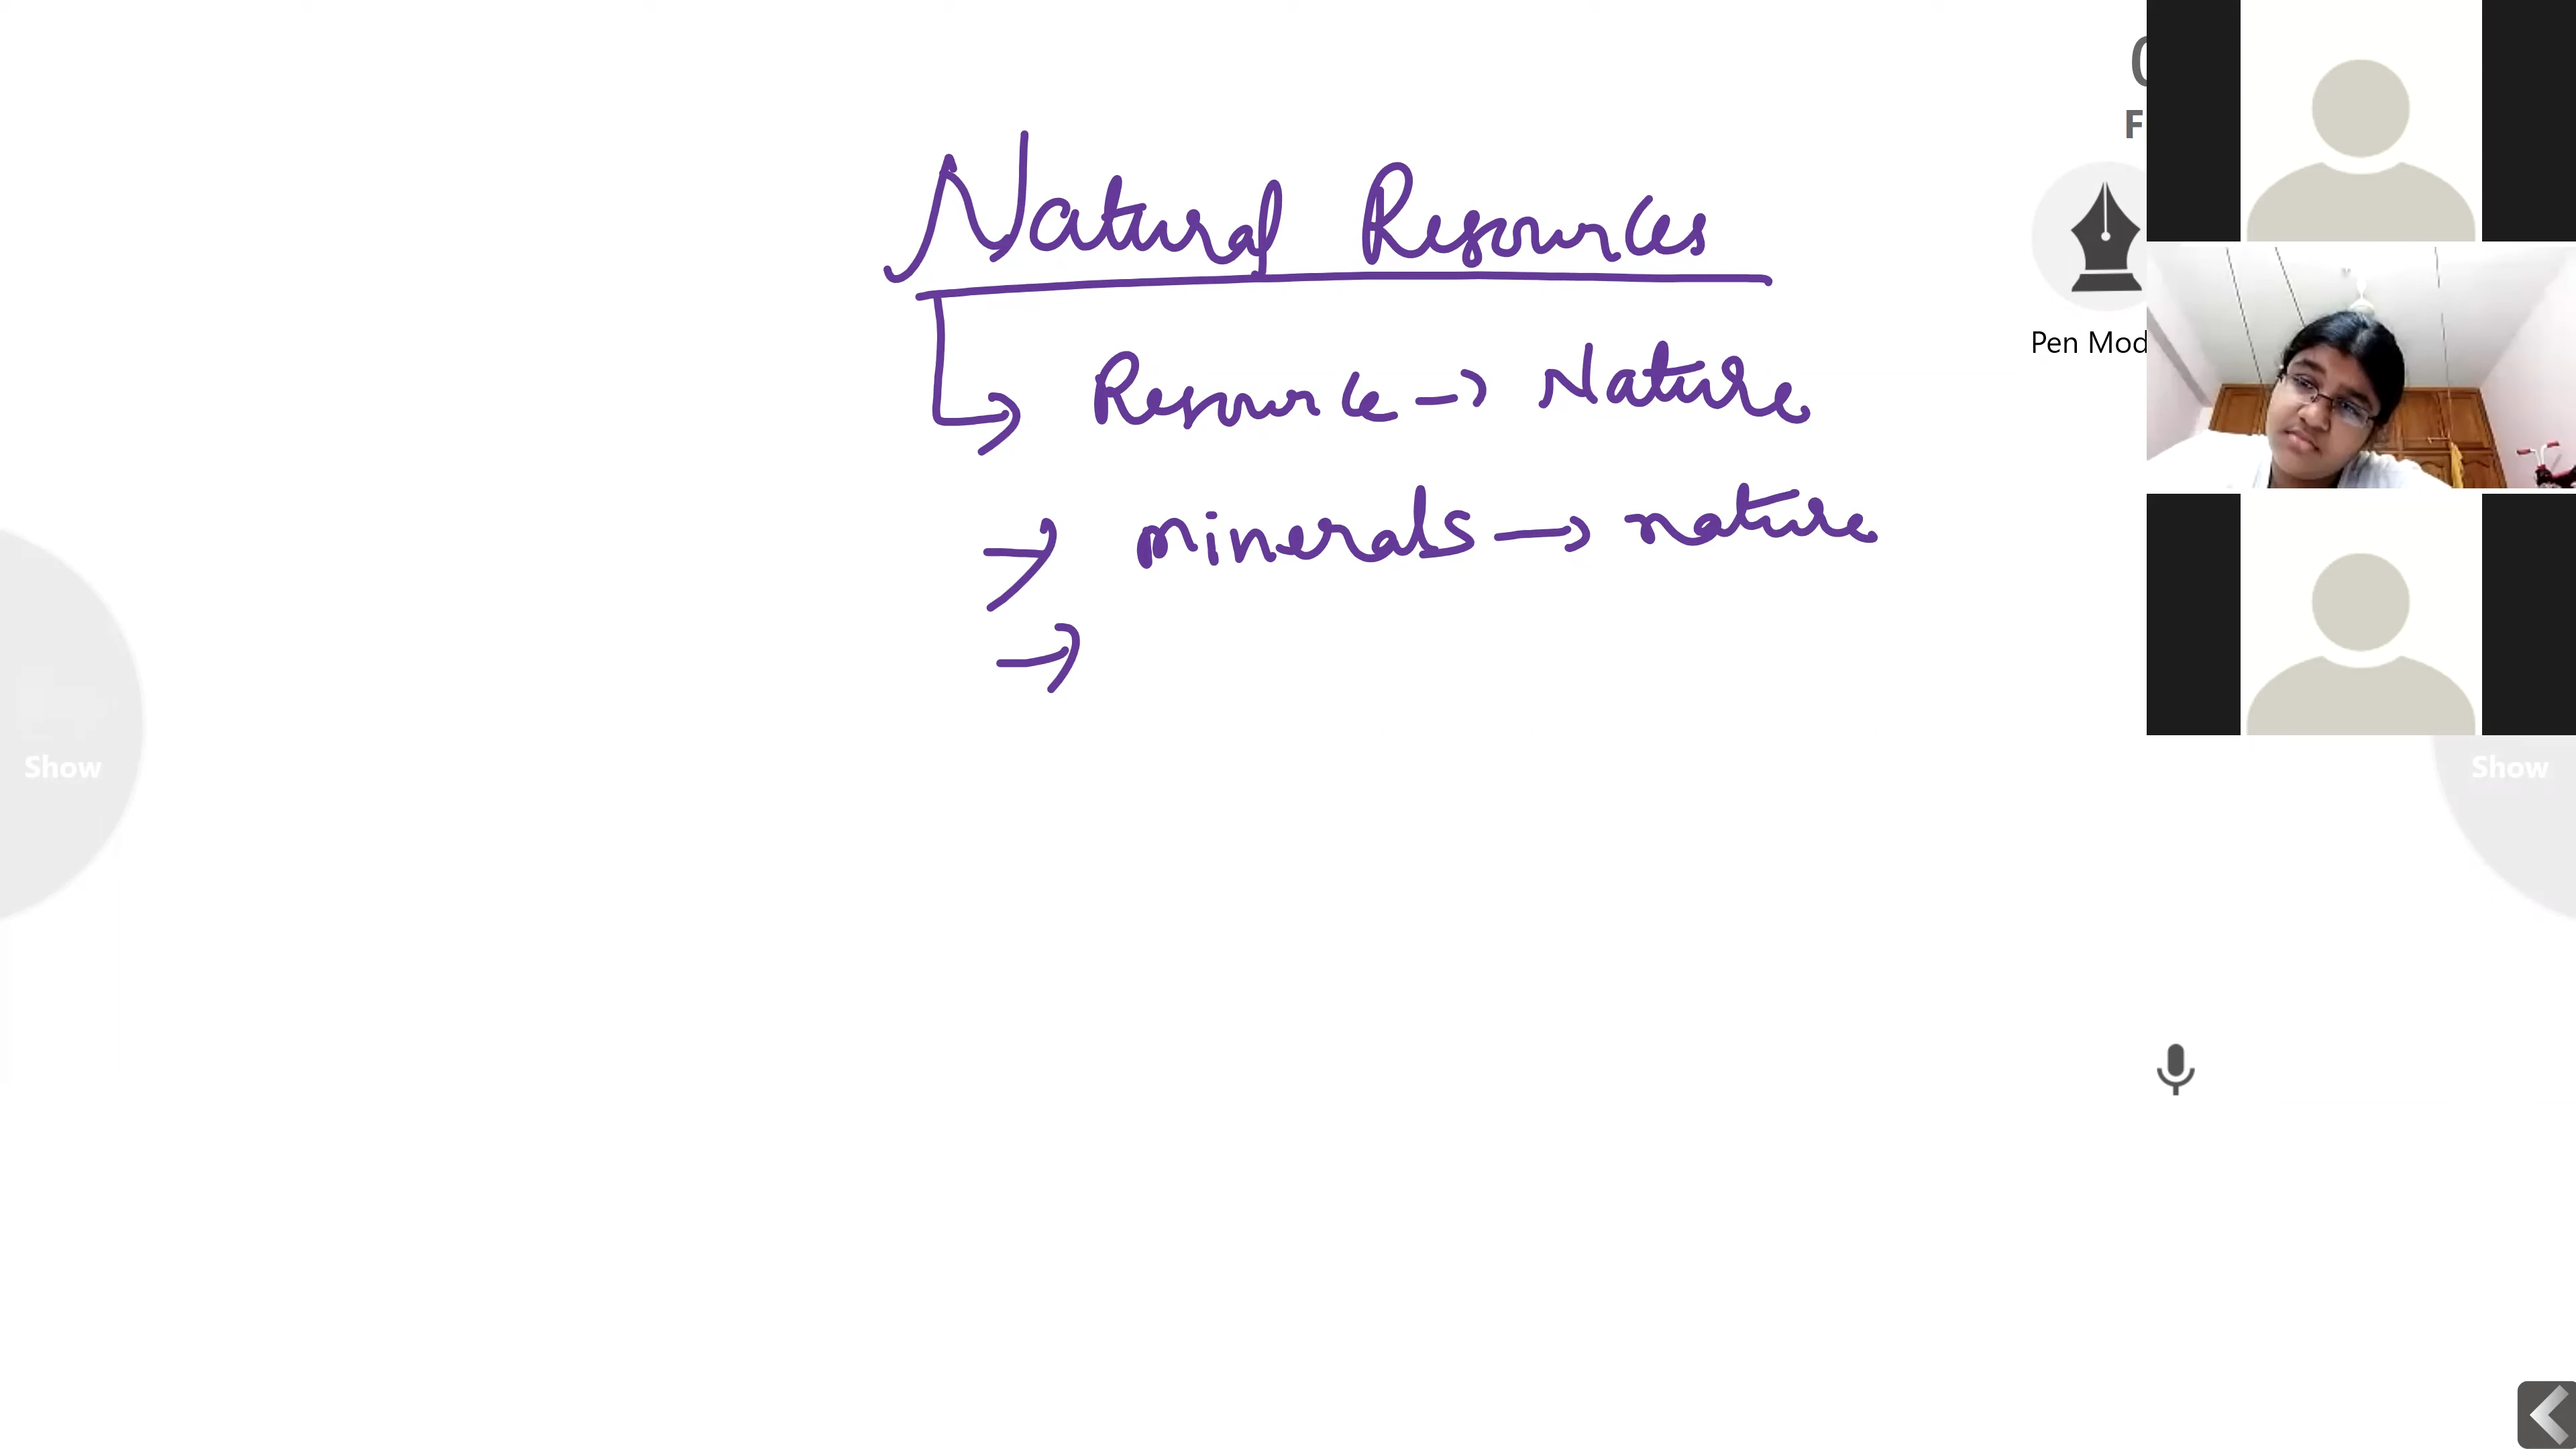 Natural Resources
Resource → Nature
→ minerals → nature
→
F
Pen Mod
Show
Show